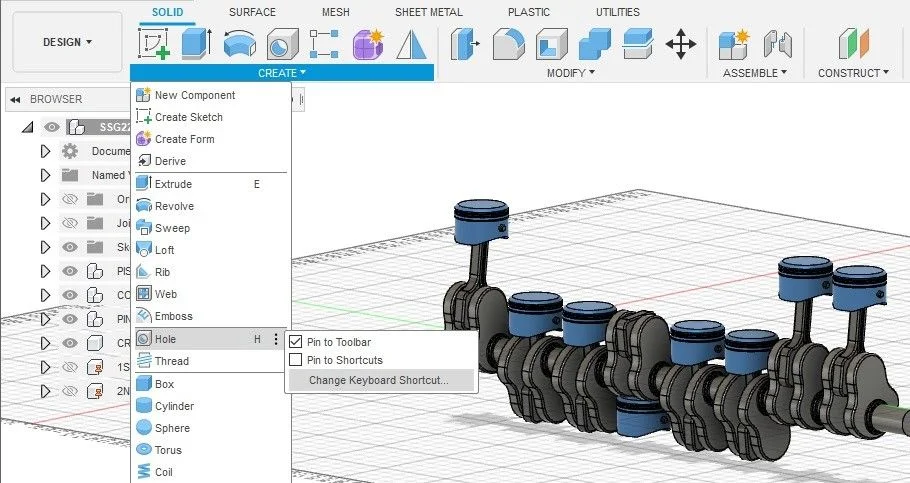 SOLID SURFACE MESH SHEET METAL PLASTIC UTILITIES
DESIGN
CREATE MODIFY ASSEMBLE CONSTRUCT
BROWSER
New Component
Create Sketch
Create Form
Docume
Derive
Named
Extrude E
Revolve
Joi
Sweep
Sk
Loft
PIS
Rib
CO
Web
PIN
Emboss
CR
Hole H
Pin to Toolbar
Pin to Shortcuts
Change Keyboard Shortcut...
Thread
1S
Box
2N
Cylinder
Sphere
Torus
Coil